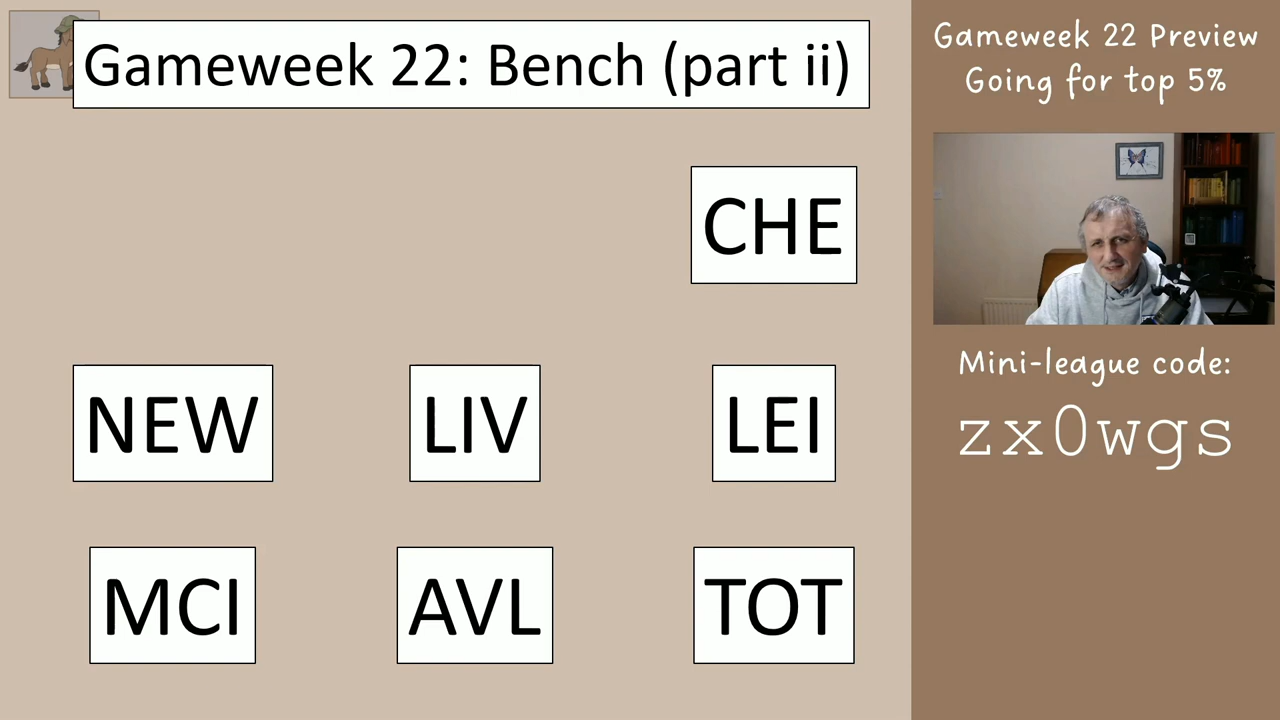 Gameweek 22: Bench (part ii)
CHE
NEW LIV LEI
MCI AVL TOT
Gameweek 22 Preview
Going for top 5%
Mini-league code:
zx0wgs